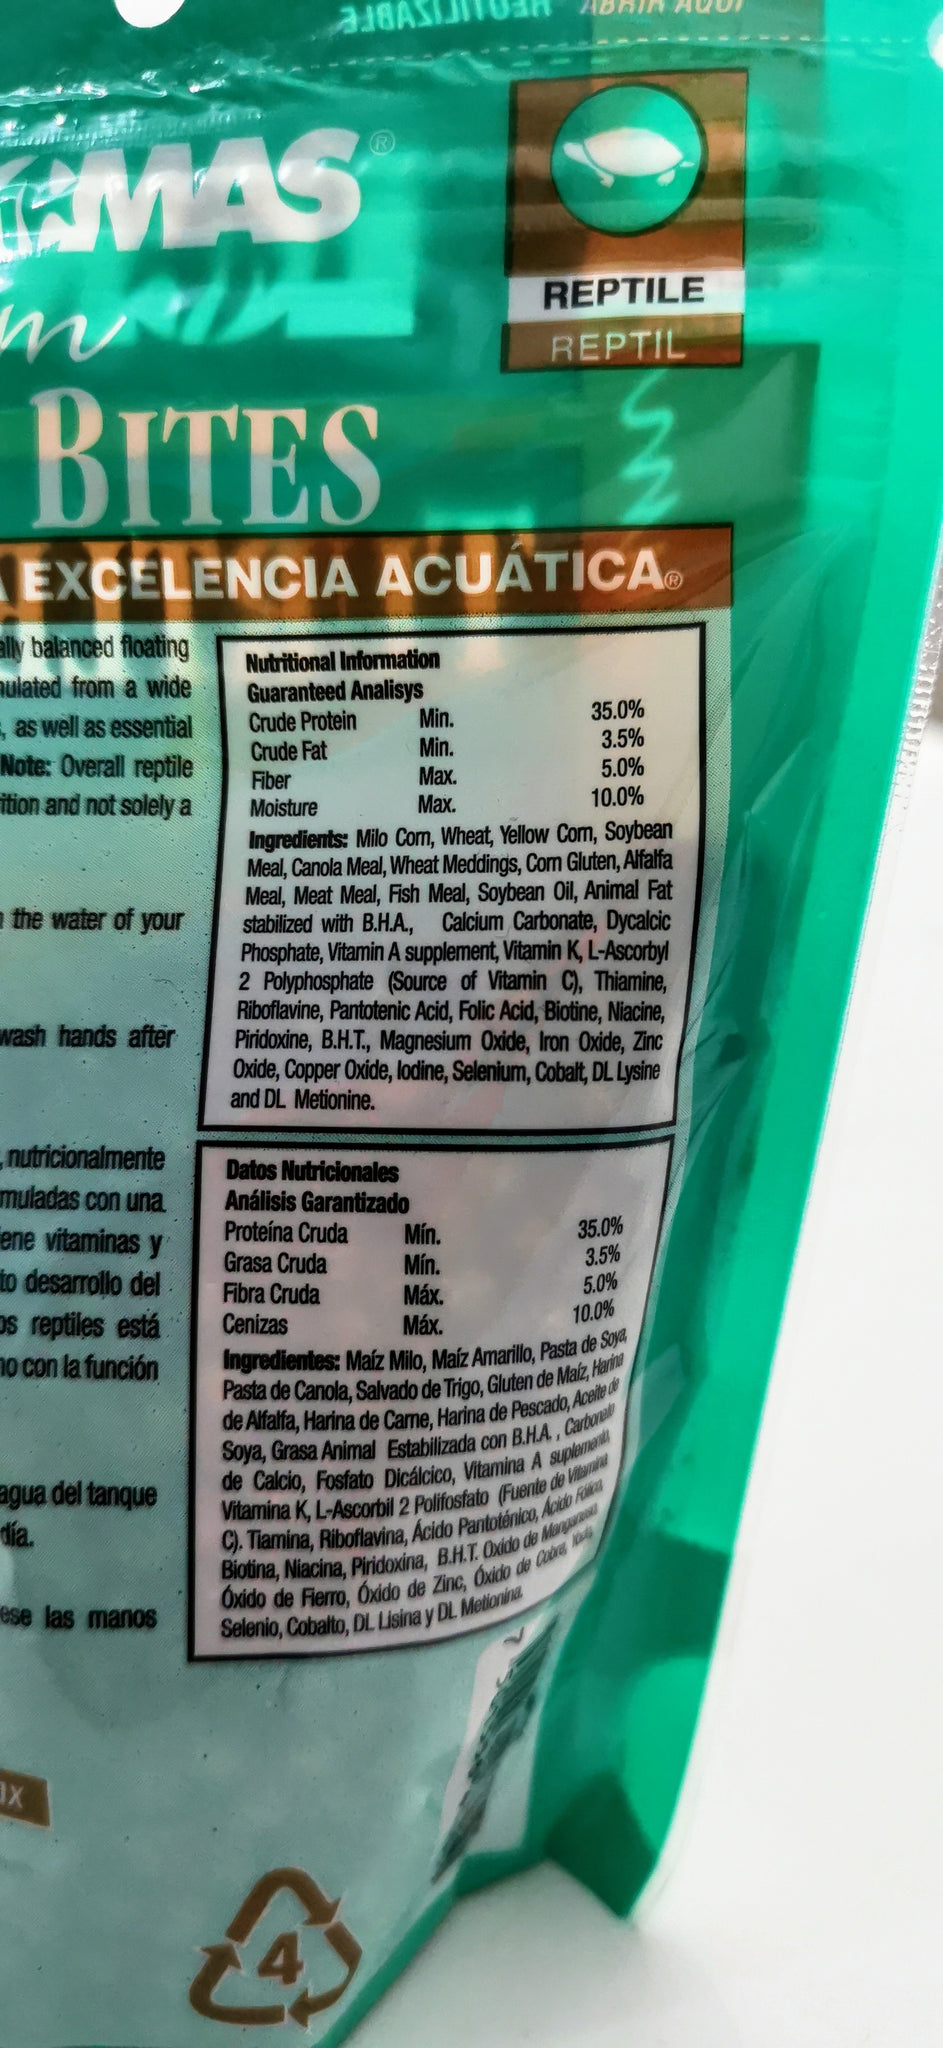 REUTILIZABLE ABRIR AQUI
MAS®
REPTILE
REPTIL
m
BITES
EXCELENCIA ACUÁTICA®
ally balanced floating
mulated from a wide
, as well as essential
Note: Overall reptile
ition and not solely a
the water of your
wash hands after
Nutritional Information
Guaranteed Analisys
Crude Protein Min. 35.0%
Crude Fat Min. 3.5%
Fiber Max. 5.0%
Moisture Max. 10.0%
Ingredients: Milo Corn, Wheat, Yellow Corn, Soybean
Meal, Canola Meal, Wheat Meddings, Corn Gluten, Alfalfa
Meal, Meat Meal, Fish Meal, Soybean Oil, Animal Fat
stabilized with B.H.A., Calcium Carbonate, Dycalcic
Phosphate, Vitamin A supplement, Vitamin K, L-Ascorbyl
2 Polyphosphate (Source of Vitamin C), Thiamine,
Riboflavine, Pantotenic Acid, Folic Acid, Biotine, Niacine,
Piridoxine, B.H.T., Magnesium Oxide, Iron Oxide, Zinc
Oxide, Copper Oxide, Iodine, Selenium, Cobalt, DL Lysine
and DL Metionine.
, nutricionalmente
muladas con una
ene vitaminas y
to desarrollo del
os reptiles está
no con la función
agua del tanque
día.
ese las manos
Datos Nutricionales
Análisis Garantizado
Proteína Cruda Mín. 35.0%
Grasa Cruda Mín. 3.5%
Fibra Cruda Máx. 5.0%
Cenizas Máx. 10.0%
Ingredientes: Maíz Milo, Maíz Amarillo, Pasta de Soya,
Pasta de Canola, Salvado de Trigo, Gluten de Maíz, Harina
de Alfalfa, Harina de Carne, Harina de Pescado, Aceite de
Soya, Grasa Animal Estabilizada con B.H.A., Carbonato
de Calcio, Fosfato Dicálcico, Vitamina A suplemento,
Vitamina K, L-Ascorbil 2 Polifosfato (Fuente de Vitamina
C). Tiamina, Riboflavina, Ácido Pantoténico, Ácido Fólico,
Biotina, Niacina, Piridoxina, B.H.T. Oxido de Manganeso,
Óxido de Fierro, Óxido de Zinc, Óxido de Cobre, Yodo,
Selenio, Cobalto, DL Lisina y DL Metionina.
4